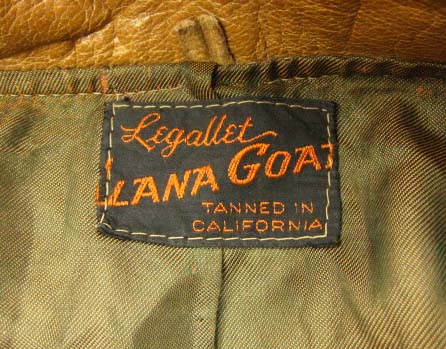 Legallet
LLANA GOAT
TANNED IN
CALIFORNIA